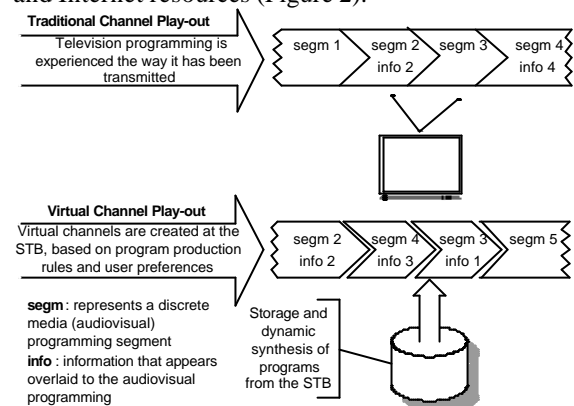 and Internet resources (Figure 2).
Traditional Channel Play-out
Television programming is
experienced the way it has been
transmitted
segm 1
segm 2
info 2
segm 3
segm 4
info 4
Virtual Channel Play-out
Virtual channels are created at the
STB, based on program production
rules and user preferences
segm 2
info 2
segm 4
info 3
segm 3
info 1
segm 5
segm : represents a discrete
media (audiovisual)
programming segment
info : information that appears
overlaid to the audiovisual
programming
Storage and
dynamic
synthesis of
programs
from the STB